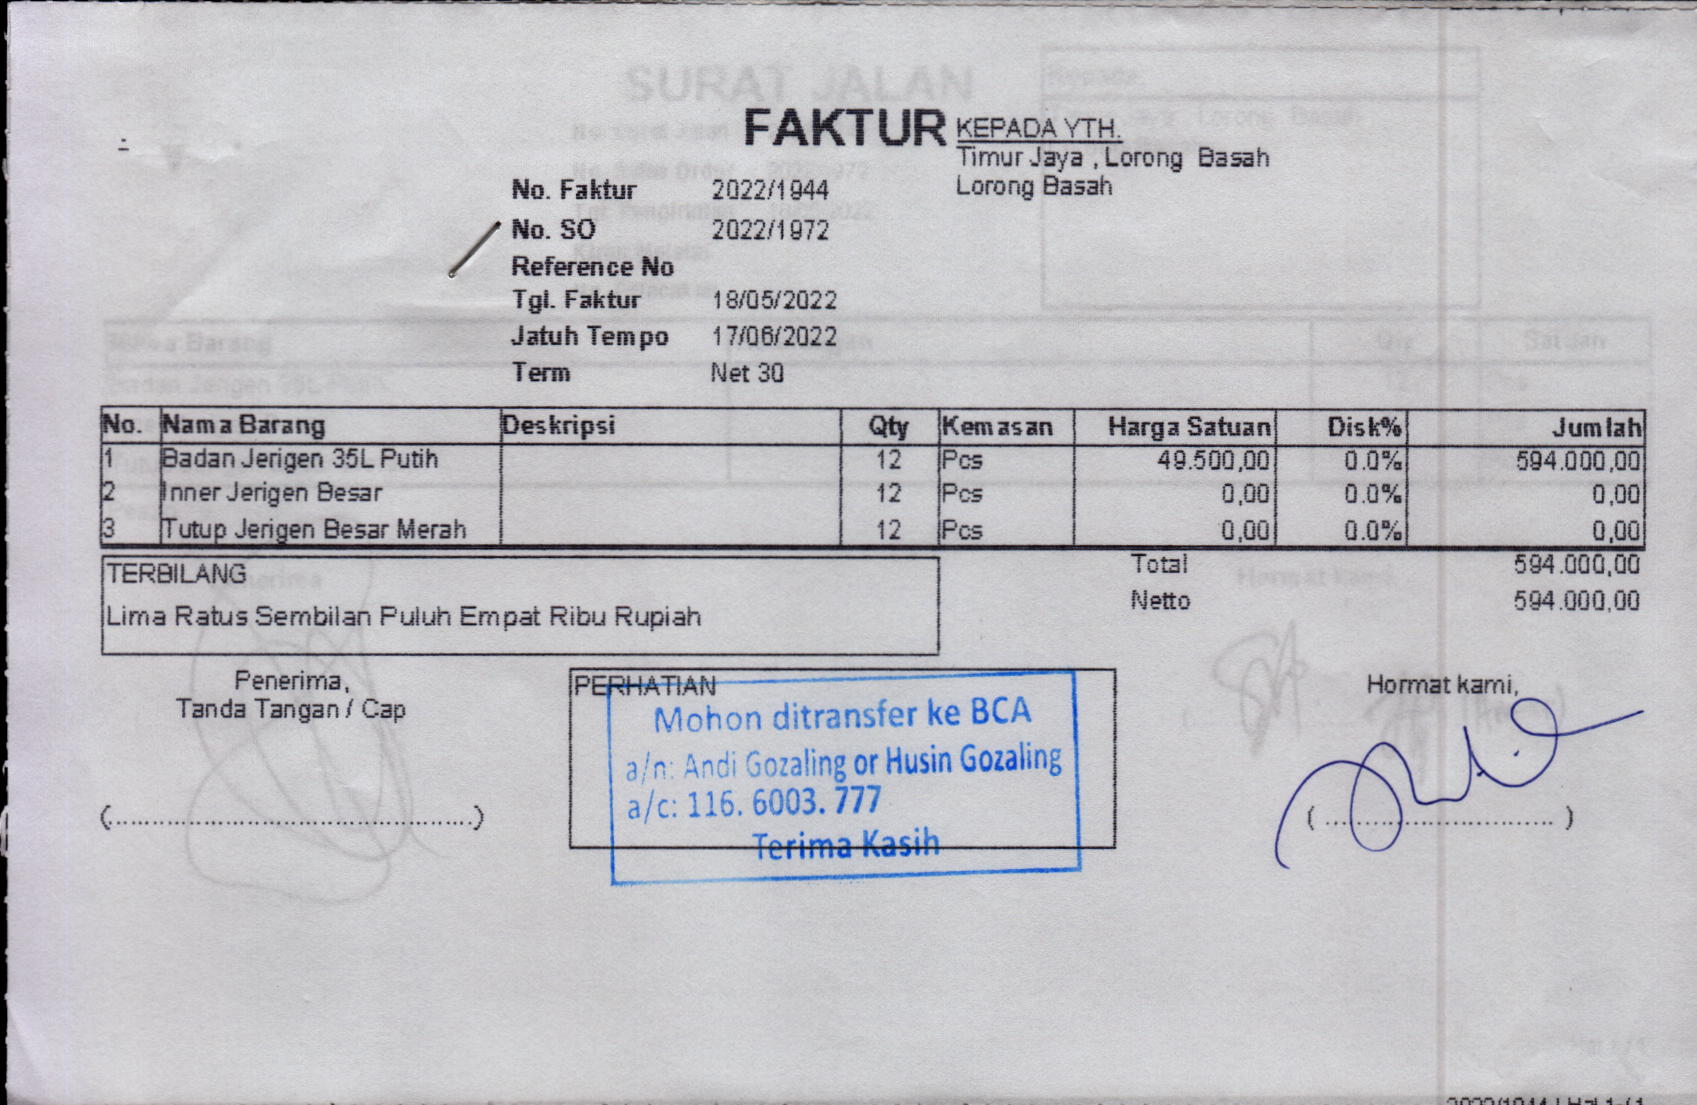 FAKTUR
KEPADA YTH.
Timur Jaya , Lorong Basah
Lorong Basah
No. Faktur 2022/1944
No. SO 2022/1972
Reference No
Tgl. Faktur 18/05/2022
Jatuh Tempo 17/06/2022
Term Net 30
No. Nama Barang Deskripsi Qty Kemasan Harga Satuan Disk% Jumlah
1 Badan Jerigen 35L Putih 12 Pcs 49.500,00 0.0% 594.000,00
2 Inner Jerigen Besar 12 Pcs 0,00 0.0% 0,00
3 Tutup Jerigen Besar Merah 12 Pcs 0,00 0.0% 0,00
Total 594.000,00
Netto 594.000,00
TERBILANG
Lima Ratus Sembilan Puluh Empat Ribu Rupiah
Penerima,
Tanda Tangan / Cap
(..........................................)
PERHATIAN
Mohon ditransfer ke BCA
a/n: Andi Gozaling or Husin Gozaling
a/c: 116. 6003. 777
Terima Kasih
Hormat kami,
( .......................... )
SURAT JALAN